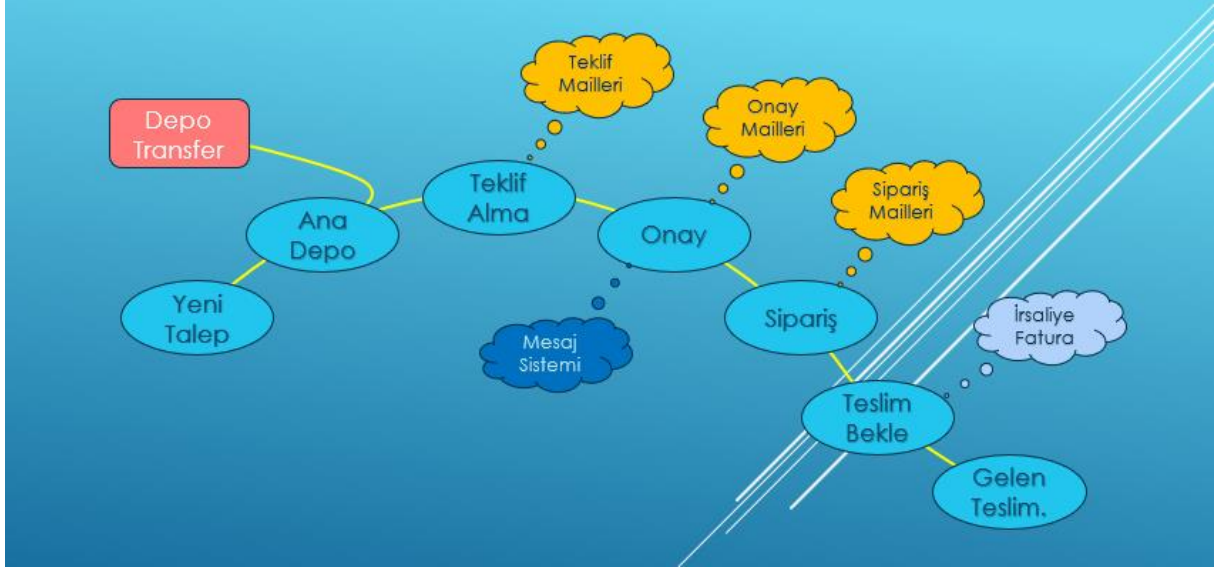 Teklif
Mailleri
Onay
Mailleri
Depo
Transfer
Teklif
Alma
Sipariş
Mailleri
Ana
Depo
Onay
Yeni
Talep
Sipariş
İrsaliye
Fatura
Mesaj
Sistemi
Teslim
Bekle
Gelen
Teslim.